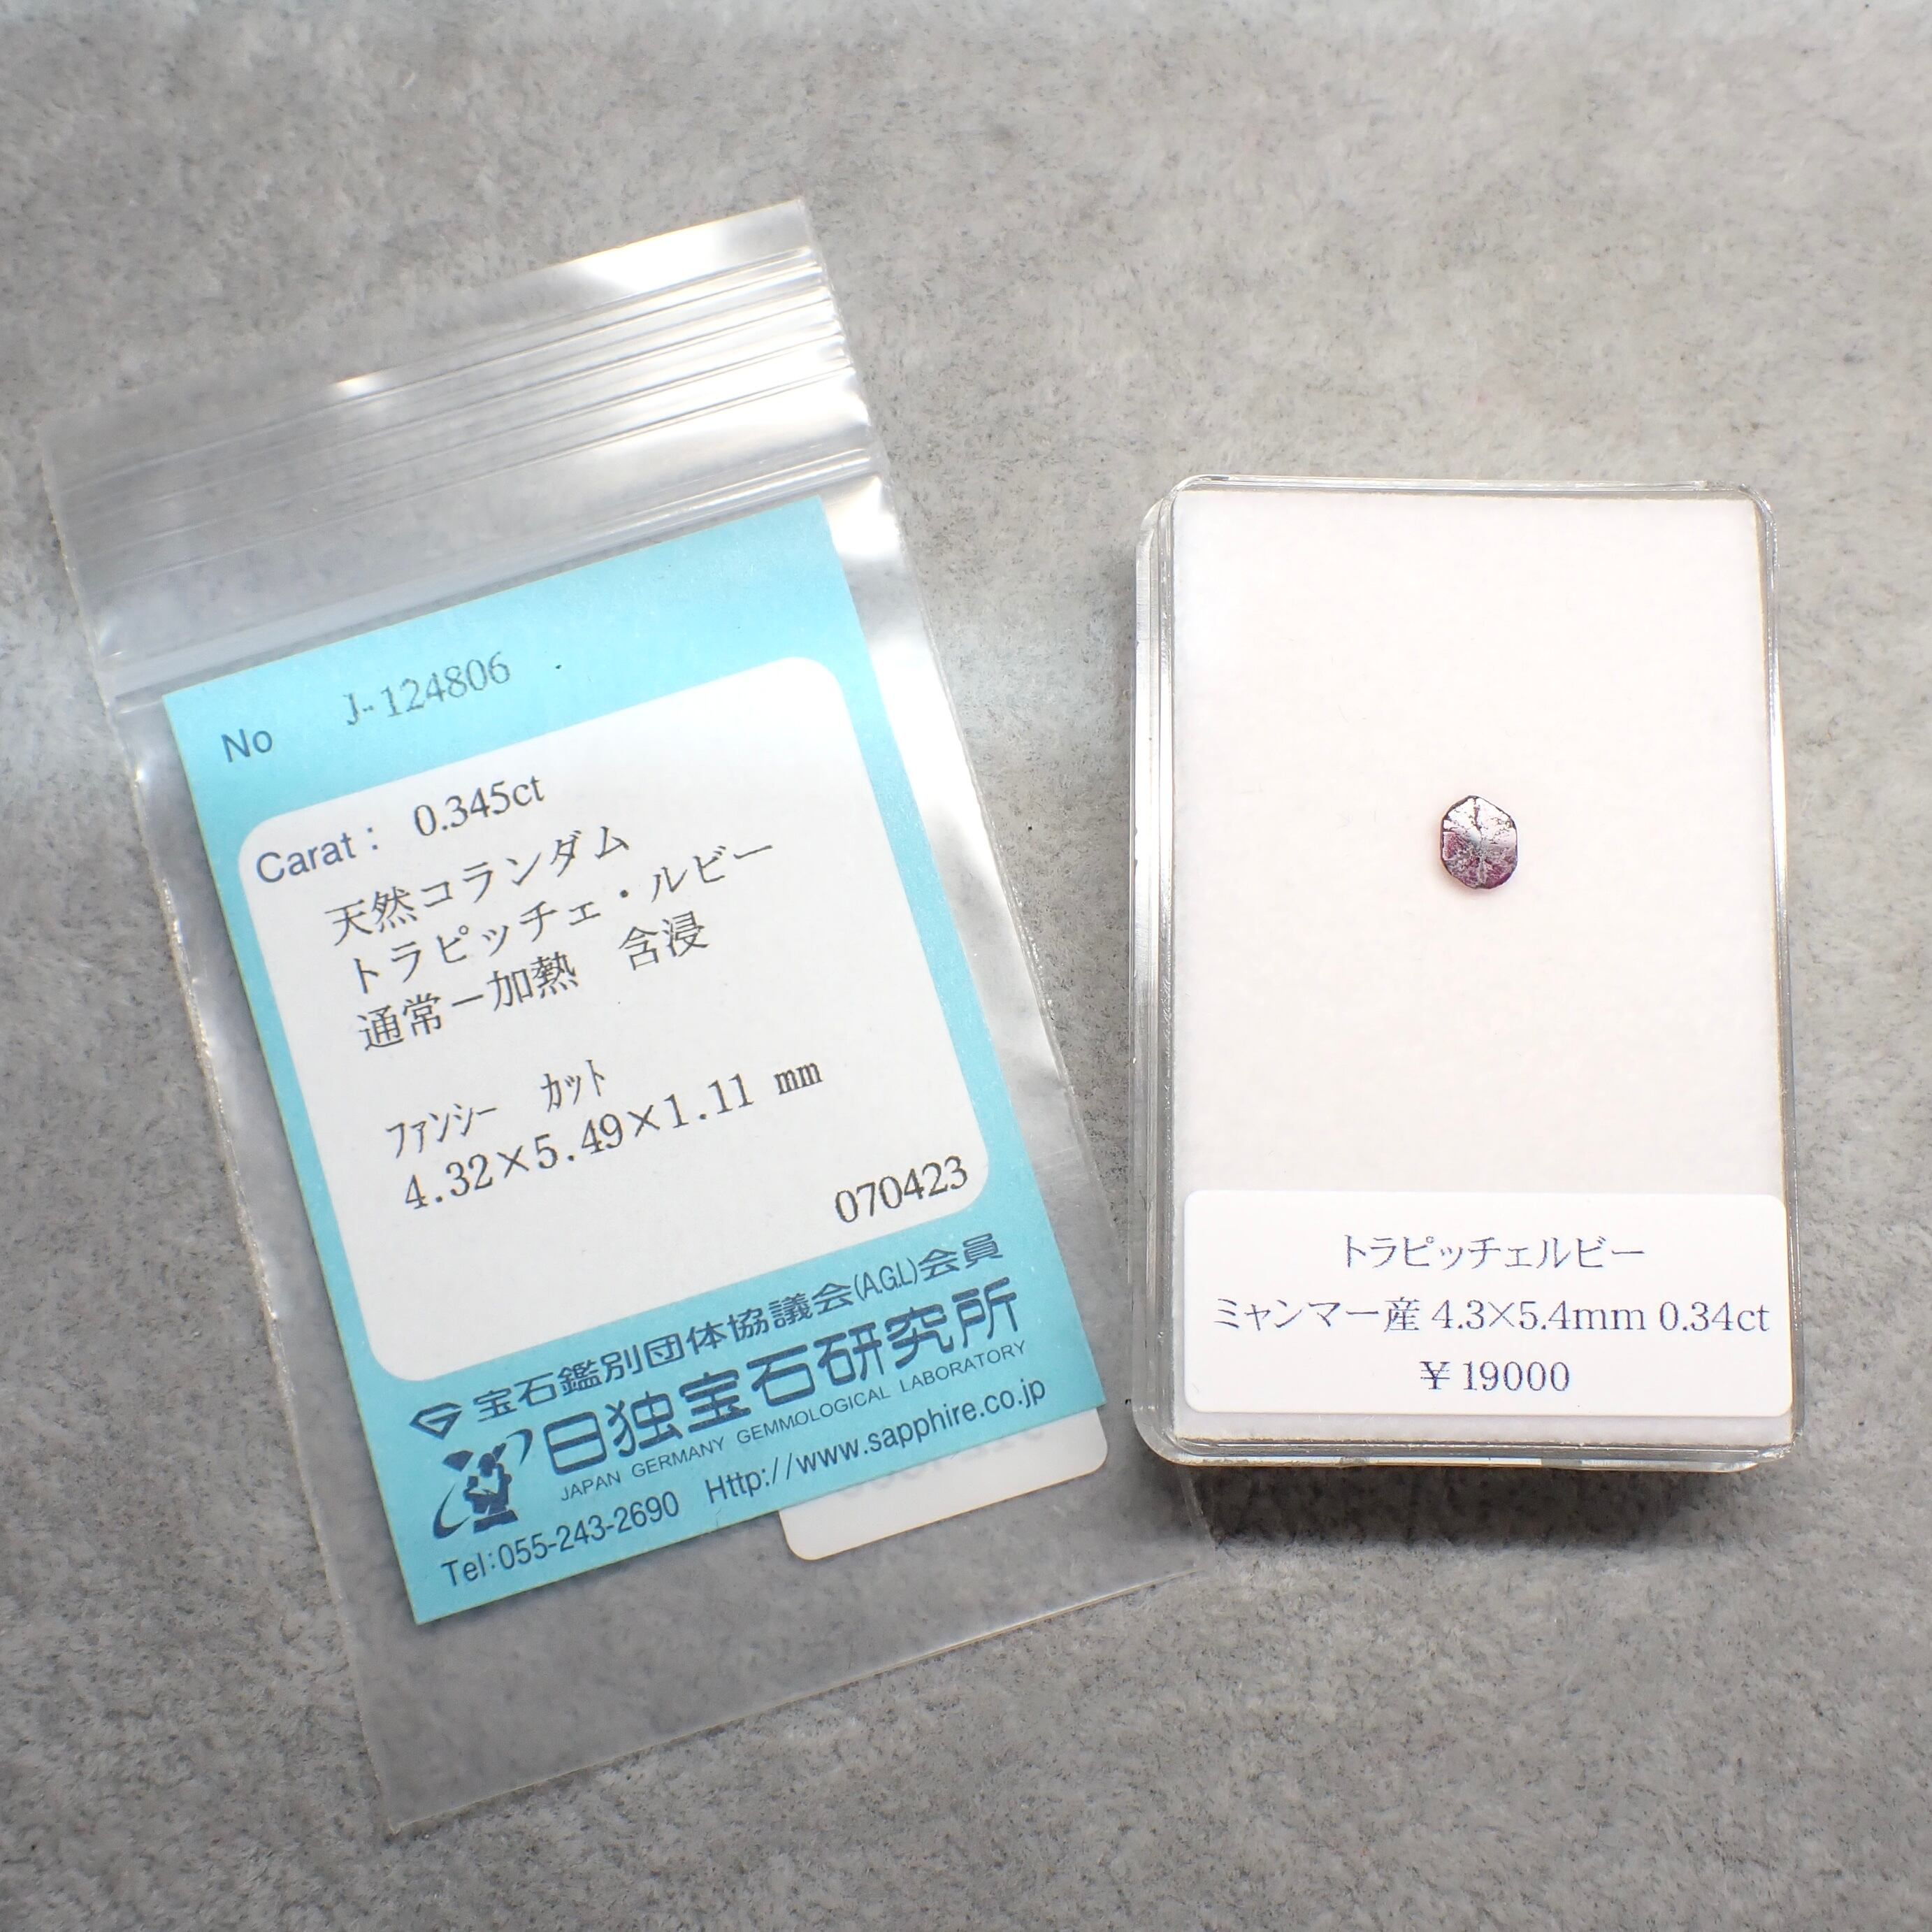 No J-124806
Carat: 0.345ct
天然コランダム
トラピッチェ・ルビー
通常－加熱 含浸
ファンシー カット
4.32×5.49×1.11 mm
070423
宝石鑑別団体協議会(A.G.L)会員
日独宝石研究所
JAPAN GERMANY GEMMOLOGICAL LABORATORY
Tel:055-243-2690 Http://www.sapphire.co.jp
トラピッチェルビー
ミャンマー産 4.3×5.4mm 0.34ct
￥19000